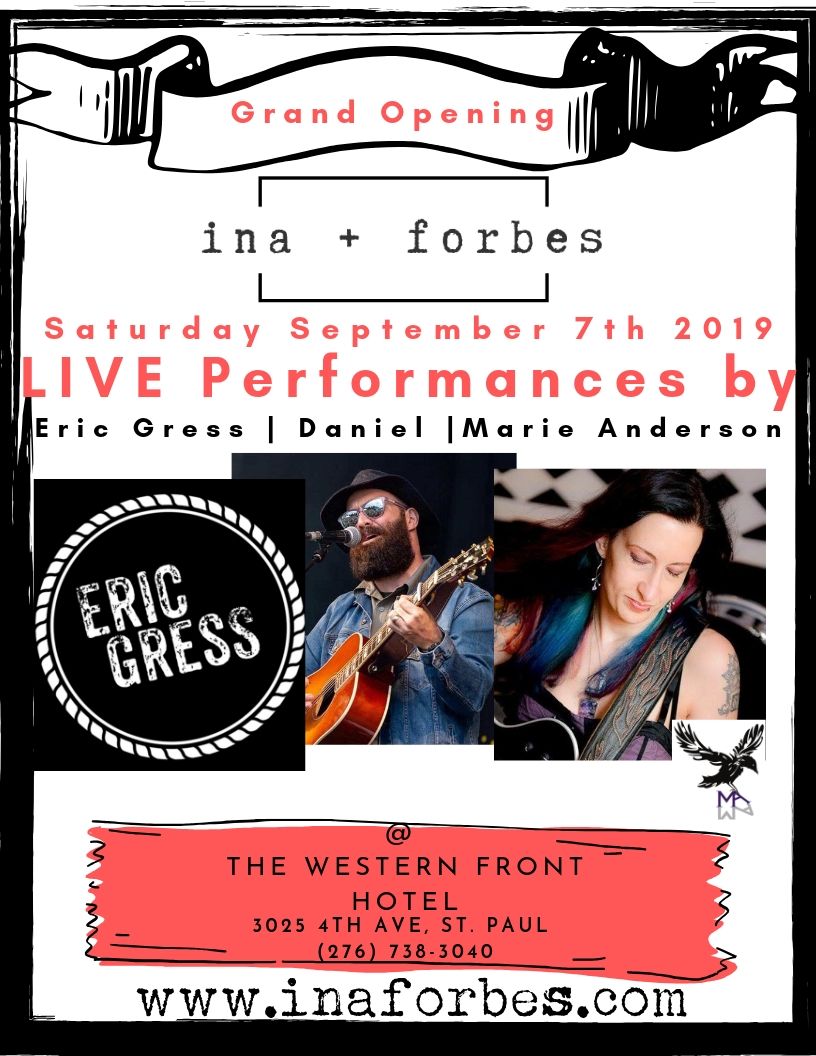 Grand Opening
ina + forbes
Saturday September 7th 2019
LIVE Performances by
Eric Gress | Daniel |Marie Anderson
ERIC
GRESS
MA
@
THE WESTERN FRONT
HOTEL
3025 4TH AVE, ST. PAUL
(276) 738-3040
www.inaforbes.com